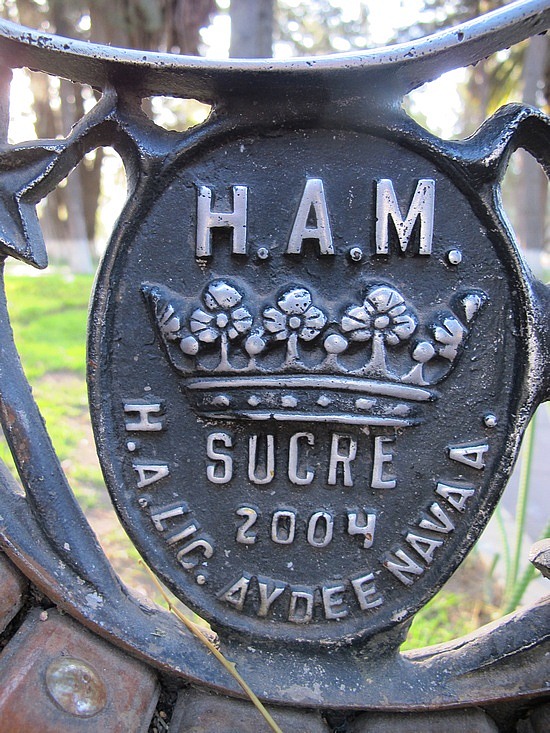 H.A.M.
SUCRE
2004
H.A. LIC. AYDEE NAVA A.